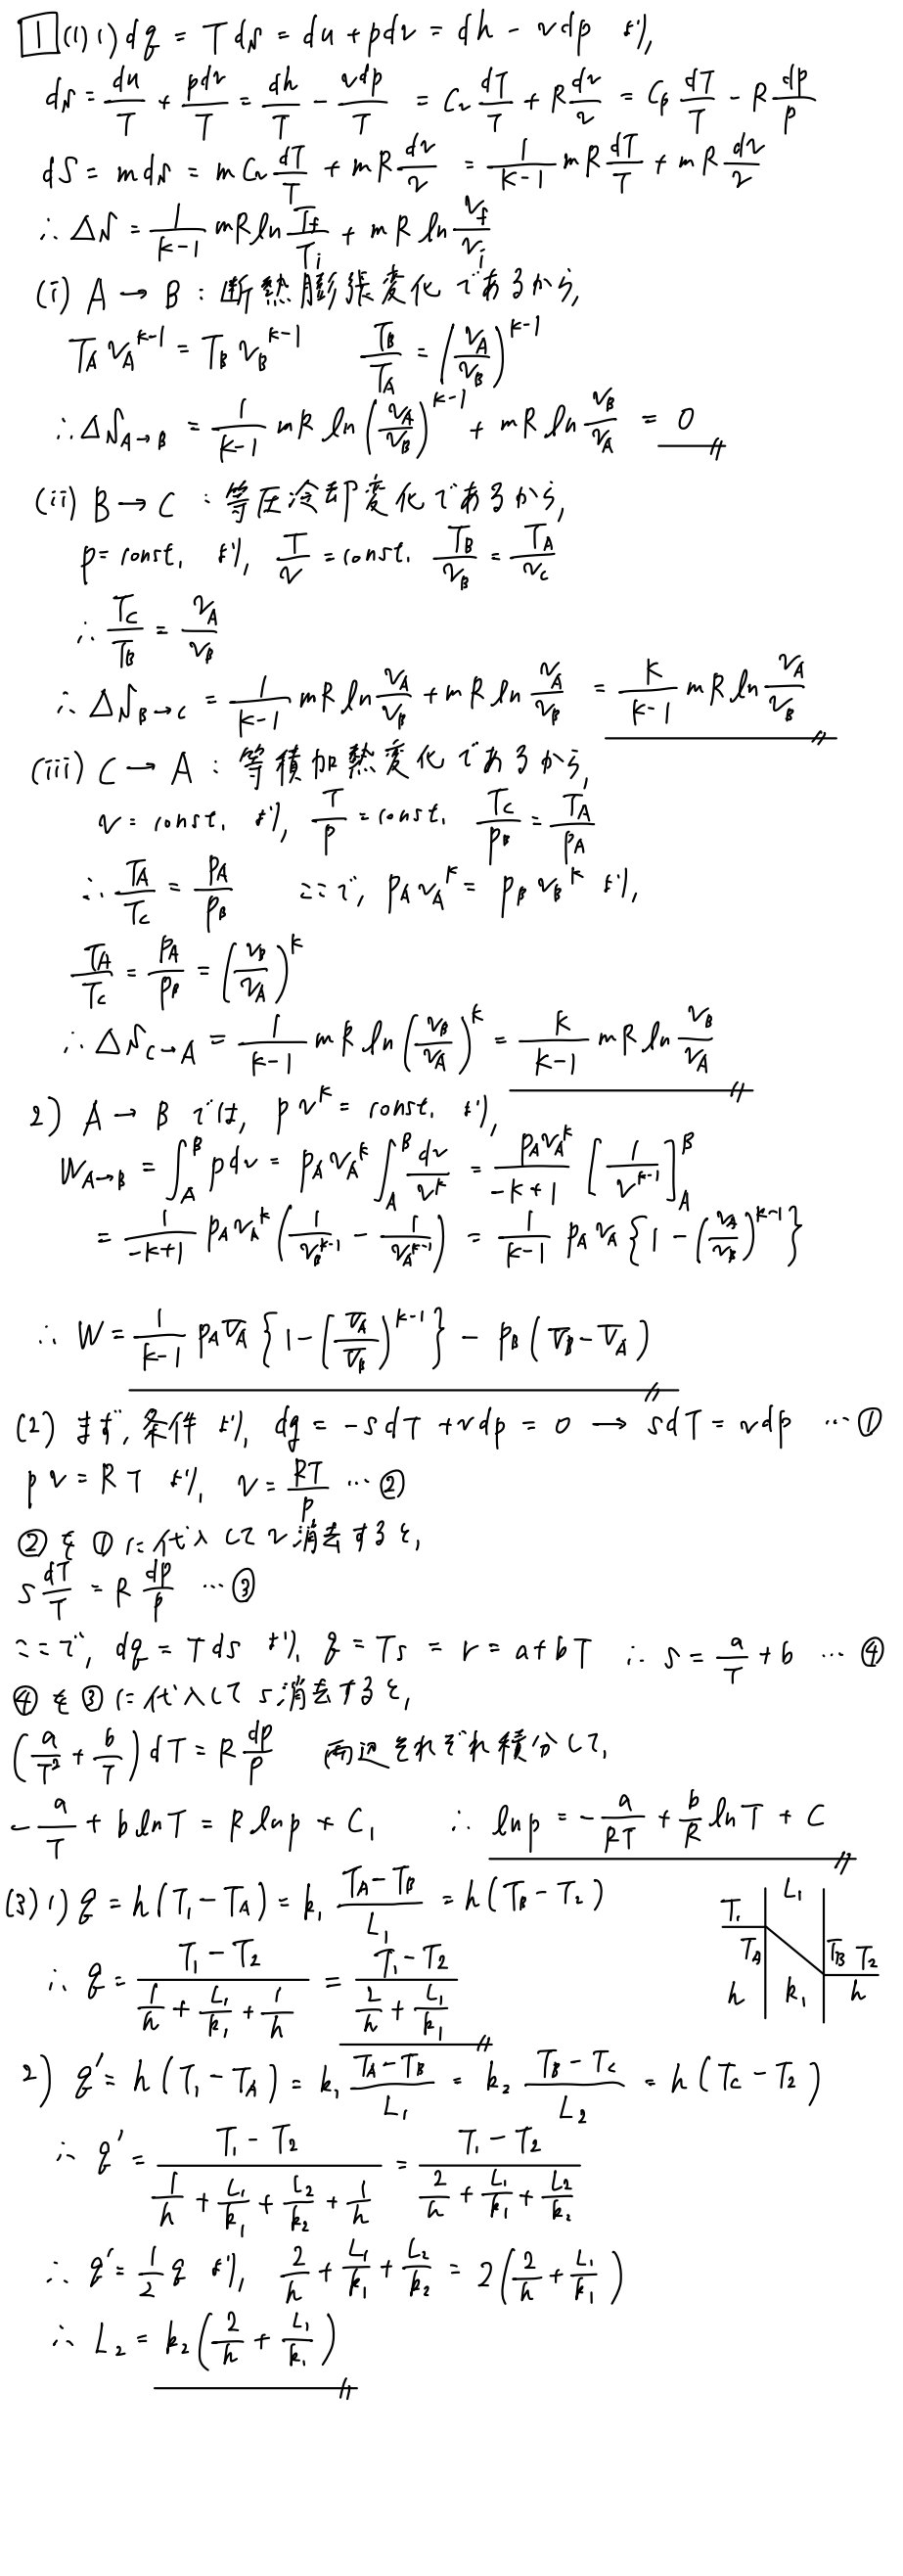 1 (1) 1) dq = Tds = du + pdv = dh - vdp より,
ds = du/T + pdv/T = dh/T - vdp/T = Cv dT/T + R dv/v = Cp dT/T - R dp/p
dS = mds = mCv dT/T + mR dv/v = 1/(κ-1) mR dT/T + mR dv/v
∴ ΔS = 1/(κ-1) mR ln Tf/Ti + mR ln vf/vi
(i) A → B : 断熱膨張変化であるから,
TA vA^(κ-1) = TB vB^(κ-1)  TB/TA = (vA/vB)^(κ-1)
∴ ΔS A→B = 1/(κ-1) mR ln (vA/vB)^(κ-1) + mR ln vB/vA = 0
(ii) B → C : 等圧冷却変化であるから,
p = const. より, T/v = const. TB/vB = TA/vC
∴ TC/TB = vA/vB
∴ ΔS B→C = 1/(κ-1) mR ln vA/vB + mR ln vA/vB = κ/(κ-1) mR ln vA/vB
(iii) C → A : 等積加熱変化であるから,
v = const. より, T/p = const. TC/pB = TA/pA
∴ TA/TC = pA/pB  ここで, pA vA^κ = pB vB^κ より,
TA/TC = pA/pB = (vB/vA)^κ
∴ ΔS C→A = 1/(κ-1) mR ln (vB/vA)^κ = κ/(κ-1) mR ln vB/vA
2) A → B では, pv^κ = const. より,
W A→B = ∫_A^B pdv = pA vA^κ ∫_A^B dv/v^κ = pA vA^κ/(-κ+1) [1/v^(κ-1)]_A^B
= 1/(-κ+1) pA vA^κ (1/vB^(κ-1) - 1/vA^(κ-1)) = 1/(κ-1) pA vA {1 - (vA/vB)^(κ-1)}
∴ W = 1/(κ-1) pA VA {1 - (VA/VB)^(κ-1)} - pB (VB - VA)
(2) まず, 条件より, dg = -sdT + vdp = 0 → sdT = vdp … ①
pv = RT より, v = RT/p … ②
② を ① に代入して v 消去すると,
s dT/T = R dp/p … ③
ここで, dq = Tds より, q = Ts = r = a + bT ∴ s = a/T + b … ④
④ を ③ に代入して s 消去すると,
(a/T² + b/T) dT = R dp/p  両辺それぞれ積分して,
-a/T + b ln T = R ln p + C₁  ∴ ln p = -a/RT + b/R ln T + C
(3) 1) q = h(T₁ - TA) = k₁ (TA - TB)/L₁ = h(TB - T₂)
T₁ L₁ TA TB T₂ h k₁ h
∴ q = (T₁ - T₂)/(1/h + L₁/k₁ + 1/h) = (T₁ - T₂)/(2/h + L₁/k₁)
2) q' = h(T₁ - TA) = k₁ (TA - TB)/L₁ = k₂ (TB - TC)/L₂ = h(TC - T₂)
∴ q' = (T₁ - T₂)/(1/h + L₁/k₁ + L₂/k₂ + 1/h) = (T₁ - T₂)/(2/h + L₁/k₁ + L₂/k₂)
∴ q' = 1/2 q より, 2/h + L₁/k₁ + L₂/k₂ = 2(2/h + L₁/k₁)
∴ L₂ = k₂(2/h + L₁/k₁)